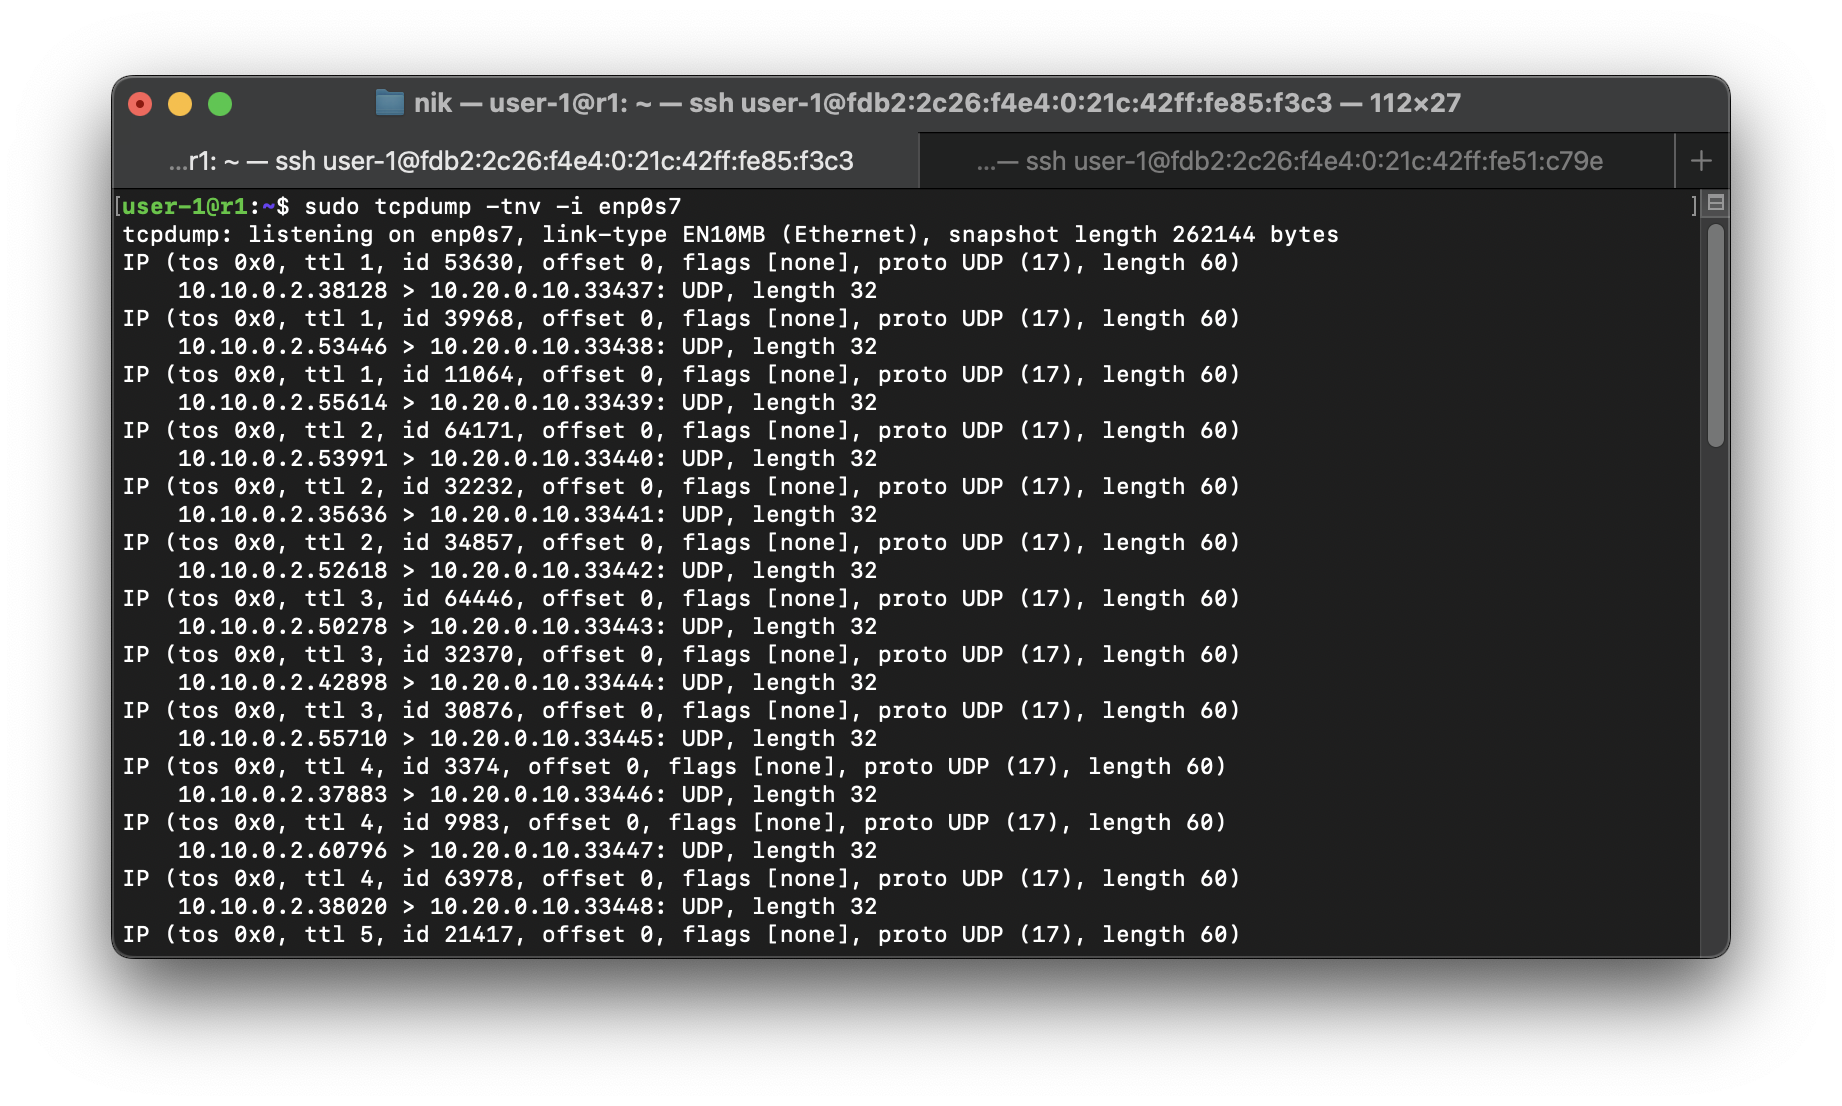 nik — user-1@r1: ~ — ssh user-1@fdb2:2c26:f4e4:0:21c:42ff:fe85:f3c3 — 112×27
...r1: ~ — ssh user-1@fdb2:2c26:f4e4:0:21c:42ff:fe85:f3c3
...— ssh user-1@fdb2:2c26:f4e4:0:21c:42ff:fe51:c79e
+
[user-1@r1:~$ sudo tcpdump -tnv -i enp0s7 ]
tcpdump: listening on enp0s7, link-type EN10MB (Ethernet), snapshot length 262144 bytes
IP (tos 0x0, ttl 1, id 53630, offset 0, flags [none], proto UDP (17), length 60)
    10.10.0.2.38128 > 10.20.0.10.33437: UDP, length 32
IP (tos 0x0, ttl 1, id 39968, offset 0, flags [none], proto UDP (17), length 60)
    10.10.0.2.53446 > 10.20.0.10.33438: UDP, length 32
IP (tos 0x0, ttl 1, id 11064, offset 0, flags [none], proto UDP (17), length 60)
    10.10.0.2.55614 > 10.20.0.10.33439: UDP, length 32
IP (tos 0x0, ttl 2, id 64171, offset 0, flags [none], proto UDP (17), length 60)
    10.10.0.2.53991 > 10.20.0.10.33440: UDP, length 32
IP (tos 0x0, ttl 2, id 32232, offset 0, flags [none], proto UDP (17), length 60)
    10.10.0.2.35636 > 10.20.0.10.33441: UDP, length 32
IP (tos 0x0, ttl 2, id 34857, offset 0, flags [none], proto UDP (17), length 60)
    10.10.0.2.52618 > 10.20.0.10.33442: UDP, length 32
IP (tos 0x0, ttl 3, id 64446, offset 0, flags [none], proto UDP (17), length 60)
    10.10.0.2.50278 > 10.20.0.10.33443: UDP, length 32
IP (tos 0x0, ttl 3, id 32370, offset 0, flags [none], proto UDP (17), length 60)
    10.10.0.2.42898 > 10.20.0.10.33444: UDP, length 32
IP (tos 0x0, ttl 3, id 30876, offset 0, flags [none], proto UDP (17), length 60)
    10.10.0.2.55710 > 10.20.0.10.33445: UDP, length 32
IP (tos 0x0, ttl 4, id 3374, offset 0, flags [none], proto UDP (17), length 60)
    10.10.0.2.37883 > 10.20.0.10.33446: UDP, length 32
IP (tos 0x0, ttl 4, id 9983, offset 0, flags [none], proto UDP (17), length 60)
    10.10.0.2.60796 > 10.20.0.10.33447: UDP, length 32
IP (tos 0x0, ttl 4, id 63978, offset 0, flags [none], proto UDP (17), length 60)
    10.10.0.2.38020 > 10.20.0.10.33448: UDP, length 32
IP (tos 0x0, ttl 5, id 21417, offset 0, flags [none], proto UDP (17), length 60)